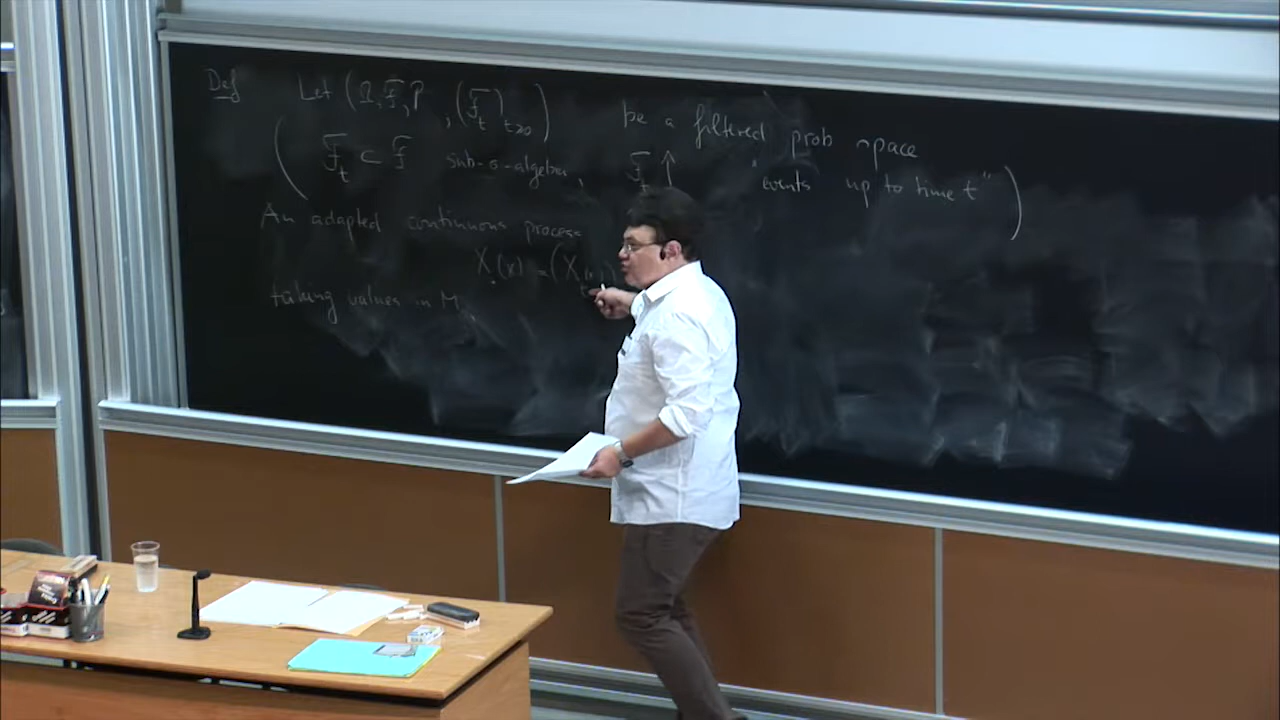 Def Let (Ω, ℱ, ℙ, (ℱ_t)_{t≥0}) be a filtered prob space
( ℱ_t ⊂ ℱ sub-σ-algebra, ℱ_t ↑ events up to time t" )
An adapted continuous process
X.(x) = (X_t(x))
taking values in M